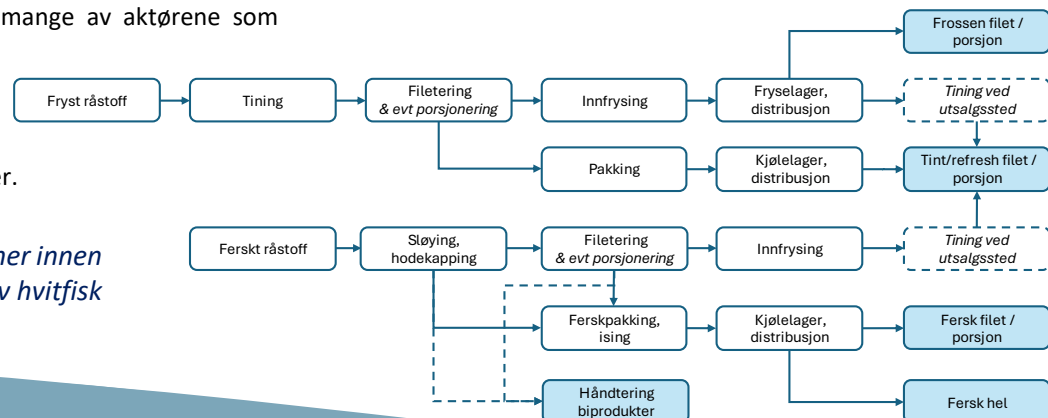 mange av aktørene som
er.
ner innen
v hvitfisk
Frossen filet /
porsjon
Fryst råstoff
Tining
Filetering
& evt porsjonering
Innfrysing
Fryselager,
distribusjon
Tining ved
utsalgssted
Pakking
Kjølelager,
distribusjon
Tint/refresh filet /
porsjon
Ferskt råstoff
Sløying,
hodekapping
Filetering
& evt porsjonering
Innfrysing
Tining ved
utsalgssted
Ferskpakking,
ising
Kjølelager,
distribusjon
Fersk filet /
porsjon
Håndtering
biprodukter
Fersk hel